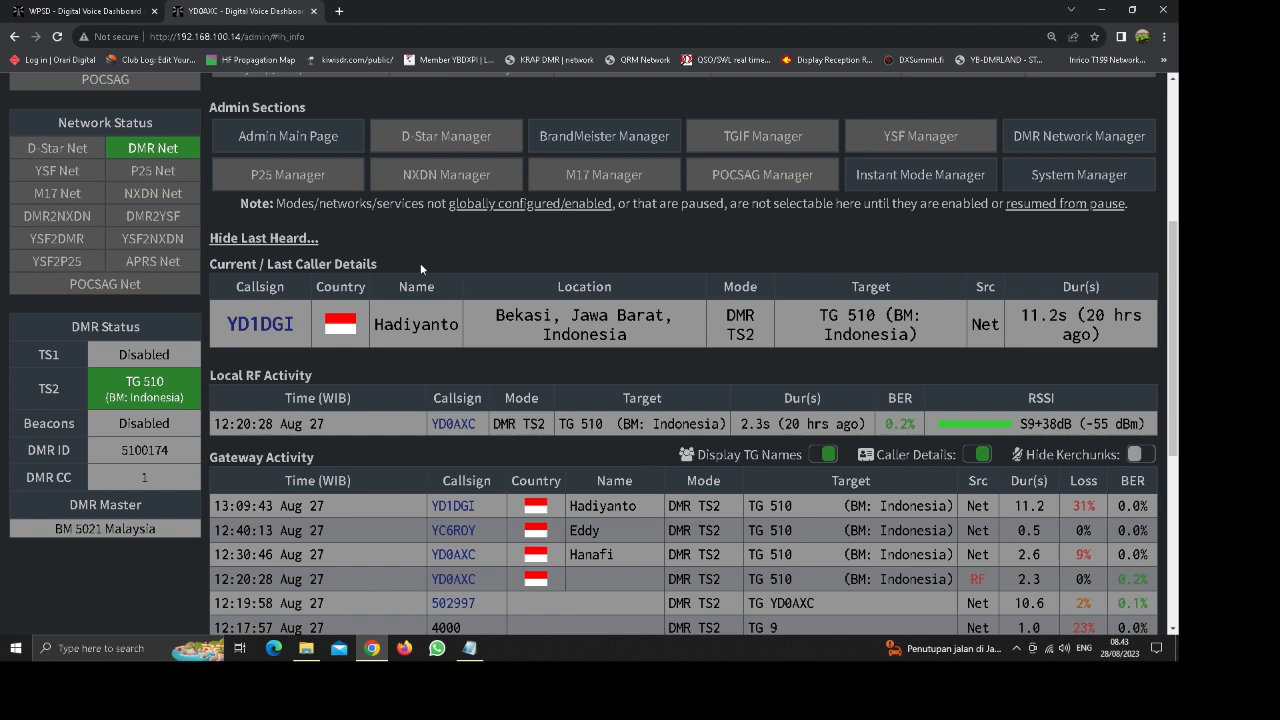 WPSD - Digital Voice Dashboard
YD0AXC - Digital Voice Dashboa
Not secure | http://192.168.100.14/admin/#lh_info
Log in | Oran Digital
Club Log: Edit Your...
HF Propagation Map
kiwisdr.com/public/
Member YBDXPI | L...
KRAP DMR | network
QRM Network
QSO/SWL real time...
Display Reception R...
DXSummit.fi
YB-DMRLAND - ST...
Inrico T199 Network...
»
POCSAG
Network Status
D-Star Net DMR Net
YSF Net P25 Net
M17 Net NXDN Net
DMR2NXDN DMR2YSF
YSF2DMR YSF2NXDN
YSF2P25 APRS Net
POCSAG Net
DMR Status
TS1 Disabled
TS2 TG 510
(BM: Indonesia)
Beacons Disabled
DMR ID 5100174
DMR CC 1
DMR Master
BM 5021 Malaysia
Admin Sections
Admin Main Page D-Star Manager BrandMeister Manager TGIF Manager YSF Manager DMR Network Manager
P25 Manager NXDN Manager M17 Manager POCSAG Manager Instant Mode Manager System Manager
Note: Modes/networks/services not globally configured/enabled, or that are paused, are not selectable here until they are enabled or resumed from pause.
Hide Last Heard...
Current / Last Caller Details
Callsign Country Name Location Mode Target Src Dur(s)
YD1DGI Hadiyanto Bekasi, Jawa Barat, Indonesia DMR TS2 TG 510 (BM: Indonesia) Net 11.2s (20 hrs ago)
Local RF Activity
Time (WIB) Callsign Mode Target Dur(s) BER RSSI
12:20:28 Aug 27 YD0AXC DMR TS2 TG 510 (BM: Indonesia) 2.3s (20 hrs ago) 0.2% S9+38dB (-55 dBm)
Gateway Activity Display TG Names Caller Details: Hide Kerchunks:
Time (WIB) Callsign Country Name Mode Target Src Dur(s) Loss BER
13:09:43 Aug 27 YD1DGI Hadiyanto DMR TS2 TG 510 (BM: Indonesia) Net 11.2 31% 0.0%
12:40:13 Aug 27 YC6ROY Eddy DMR TS2 TG 510 (BM: Indonesia) Net 0.5 0% 0.0%
12:30:46 Aug 27 YD0AXC Hanafi DMR TS2 TG 510 (BM: Indonesia) Net 2.6 9% 0.0%
12:20:28 Aug 27 YD0AXC DMR TS2 TG 510 (BM: Indonesia) RF 2.3 0% 0.2%
12:19:58 Aug 27 502997 DMR TS2 TG YD0AXC Net 10.6 2% 0.1%
12:17:57 Aug 27 4000 DMR TS2 TG 9 Net 1.0 23% 0.0%
Type here to search
Penutupan jalan di Ja...
ENG
08.43
28/08/2023